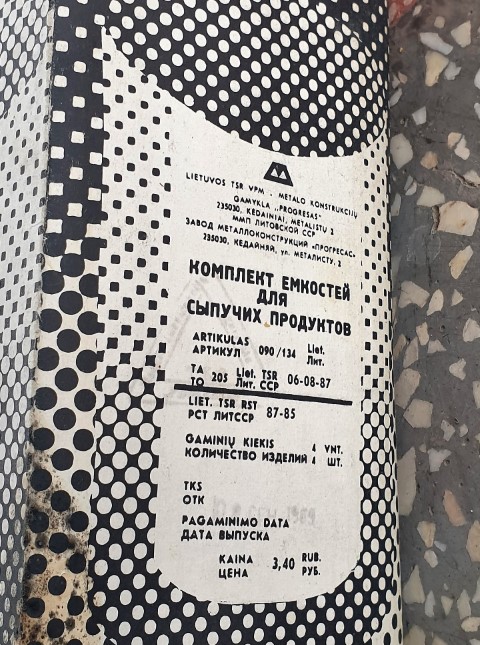 LIETUVOS TSR VPM - METALO KONSTRUKCIJŲ
GAMYKLA „PROGRESAS"
235030, KĖDAINIAI, METALISTŲ 2
ММП ЛИТОВСКОЙ ССР
ЗАВОД МЕТАЛЛОКОНСТРУКЦИЙ «ПРОГРЕСАС»
235030, КЕДАЙНЯЙ, ул. МЕТАЛИСТУ, 2
КОМПЛЕКТ ЕМКОСТЕЙ
ДЛЯ
СЫПУЧИХ ПРОДУКТОВ
ARTIKULAS 090/134 Liet.
АРТИКУЛ Лит.
TA 205 Liet. TSR 06-08-87
ТО Лит. ССР
LIET. TSR RST 87-85
РСТ ЛИТССР
GAMINIŲ KIEKIS 4 VNT.
КОЛИЧЕСТВО ИЗДЕЛИЙ 4 ШТ.
TKS
ОТК
PAGAMINIMO DATA
ДАТА ВЫПУСКА
KAINA 3,40 RUB.
ЦЕНА РУБ.